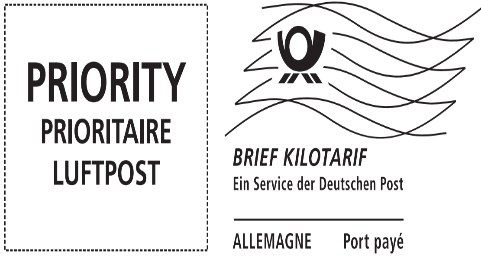 PRIORITY
PRIORITAIRE
LUFTPOST
BRIEF KILOTARIF
Ein Service der Deutschen Post
ALLEMAGNE Port payé